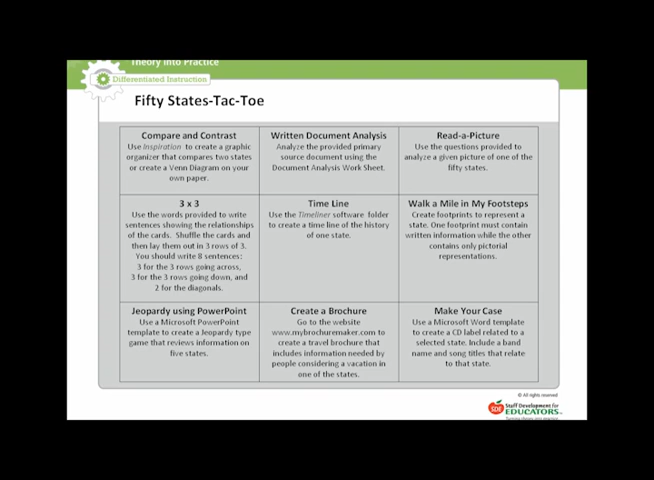 Theory Into Practice
Differentiated Instruction
Fifty States-Tac-Toe
Compare and Contrast
Use Inspiration to create a graphic
organizer that compares two states
or create a Venn Diagram on your
own paper.
Written Document Analysis
Analyze the provided primary
source document using the
Document Analysis Work Sheet.
Read-a-Picture
Use the questions provided to
analyze a given picture of one of the
fifty states.
3 x 3
Use the words provided to write
sentences showing the relationships
of the cards. Shuffle the cards and
then lay them out in 3 rows of 3.
You should write 8 sentences:
3 for the 3 rows going across,
3 for the 3 rows going down, and
2 for the diagonals.
Time Line
Use the Timeliner software folder
to create a time line of the history
of one state.
Walk a Mile in My Footsteps
Create footprints to represent a
state. One footprint must contain
written information while the other
contains only pictorial
representations.
Jeopardy using PowerPoint
Use a Microsoft PowerPoint
template to create a Jeopardy type
game that reviews information on
five states.
Create a Brochure
Go to the website
www.mybrochuremaker.com to
create a travel brochure that
includes information needed by
people considering a vacation in
one of the states.
Make Your Case
Use a Microsoft Word template
to create a CD label related to a
selected state. Include a band
name and song titles that relate
to that state.
© All rights reserved
SDE Staff Development for
EDUCATORS